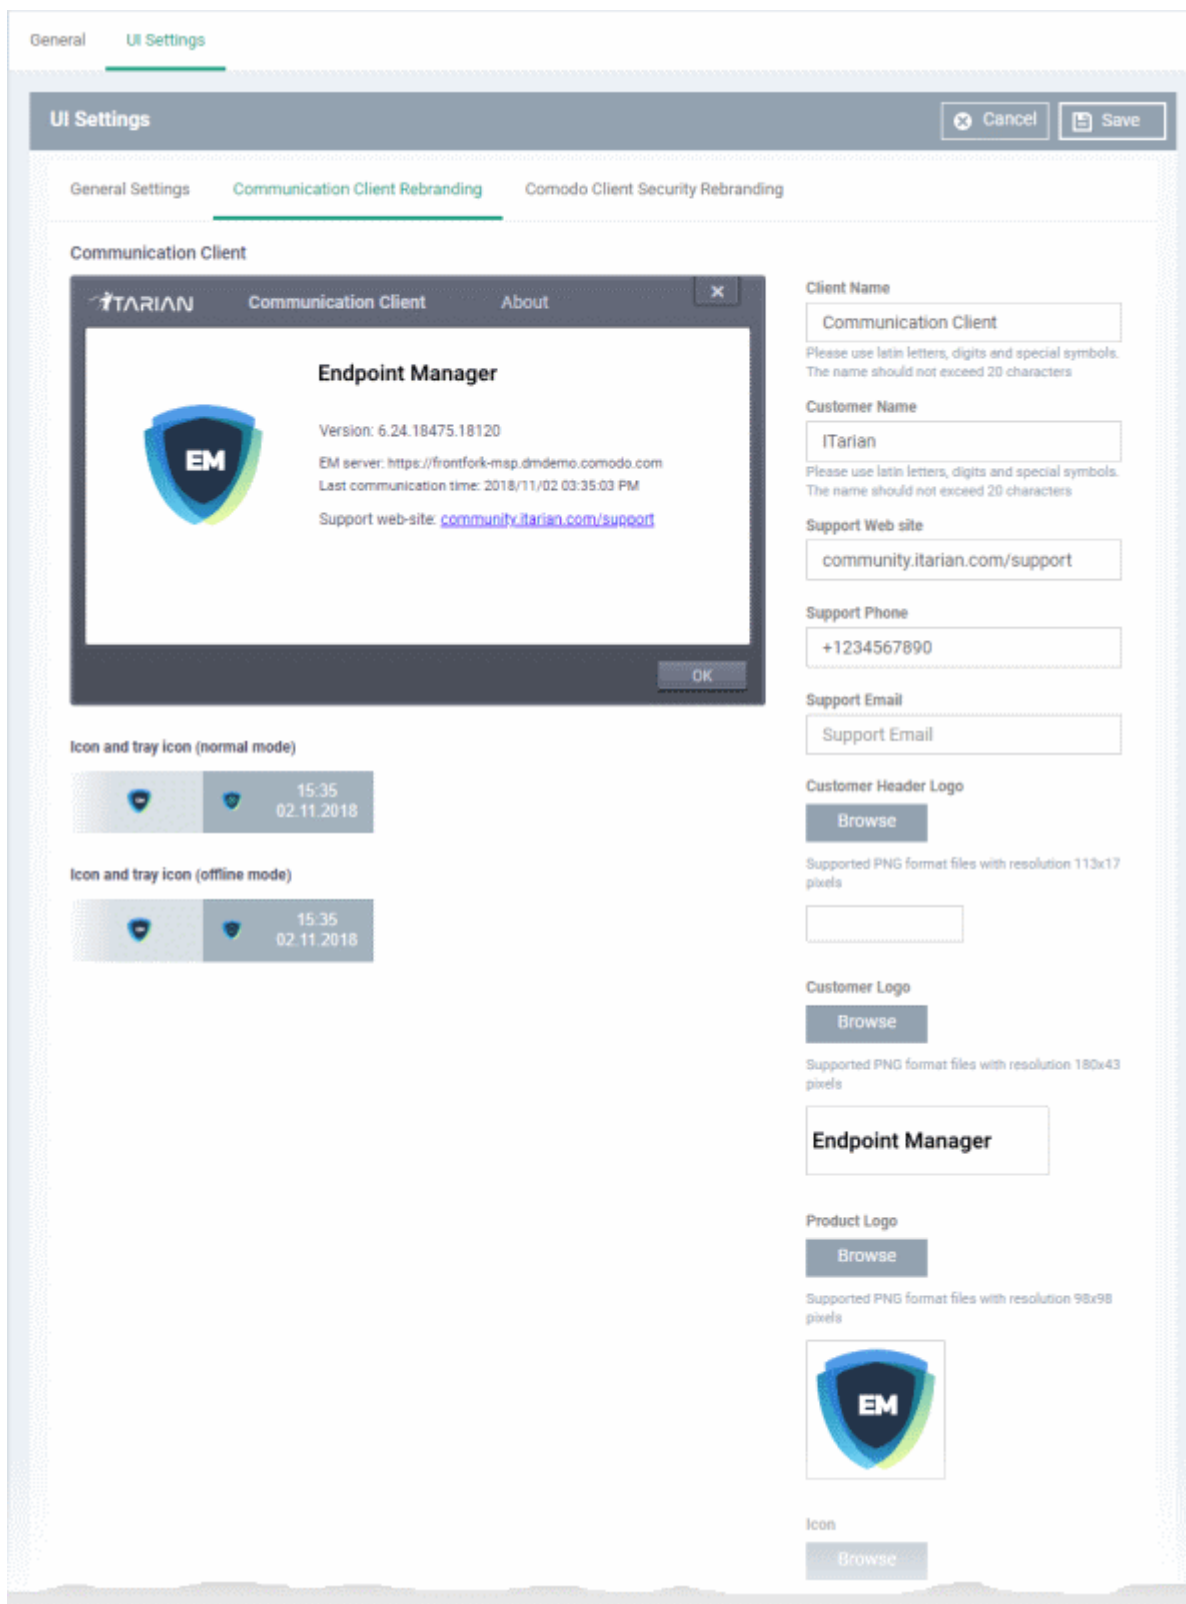 General UI Settings
UI Settings Cancel Save
General Settings Communication Client Rebranding Comodo Client Security Rebranding
Communication Client
ITARIAN Communication Client About
Endpoint Manager
EM
Version: 6.24.18475.18120
EM server: https://frontfork-msp.dmdemo.comodo.com
Last communication time: 2018/11/02 03:35:03 PM
Support web-site: community.itarian.com/support
OK
Icon and tray icon (normal mode)
15:35
02.11.2018
Icon and tray icon (offline mode)
15:35
02.11.2018
Client Name
Communication Client
Please use latin letters, digits and special symbols.
The name should not exceed 20 characters
Customer Name
ITarian
Please use latin letters, digits and special symbols.
The name should not exceed 20 characters
Support Web site
community.itarian.com/support
Support Phone
+1234567890
Support Email
Support Email
Customer Header Logo
Browse
Supported PNG format files with resolution 113x17
pixels
Customer Logo
Browse
Supported PNG format files with resolution 180x43
pixels
Endpoint Manager
Product Logo
Browse
Supported PNG format files with resolution 98x98
pixels
EM
Icon
Browse